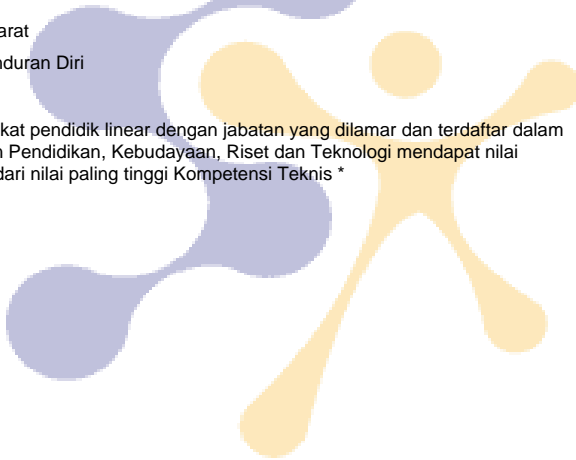 arat
nduran Diri
kat pendidik linear dengan jabatan yang dilamar dan terdaftar dalam
n Pendidikan, Kebudayaan, Riset dan Teknologi mendapat nilai
dari nilai paling tinggi Kompetensi Teknis *